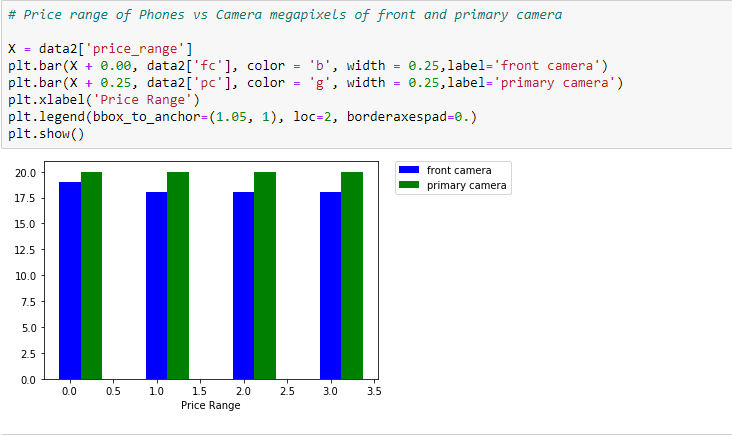 # Price range of Phones vs Camera megapixels of front and primary camera
X = data2['price_range']
plt.bar(X + 0.00, data2['fc'], color = 'b', width = 0.25,label='front camera')
plt.bar(X + 0.25, data2['pc'], color = 'g', width = 0.25,label='primary camera')
plt.xlabel('Price Range')
plt.legend(bbox_to_anchor=(1.05, 1), loc=2, borderaxespad=0.)
plt.show()
front camera
primary camera
20.0
17.5
15.0
12.5
10.0
7.5
5.0
2.5
0.0
0.0 0.5 1.0 1.5 2.0 2.5 3.0 3.5
Price Range